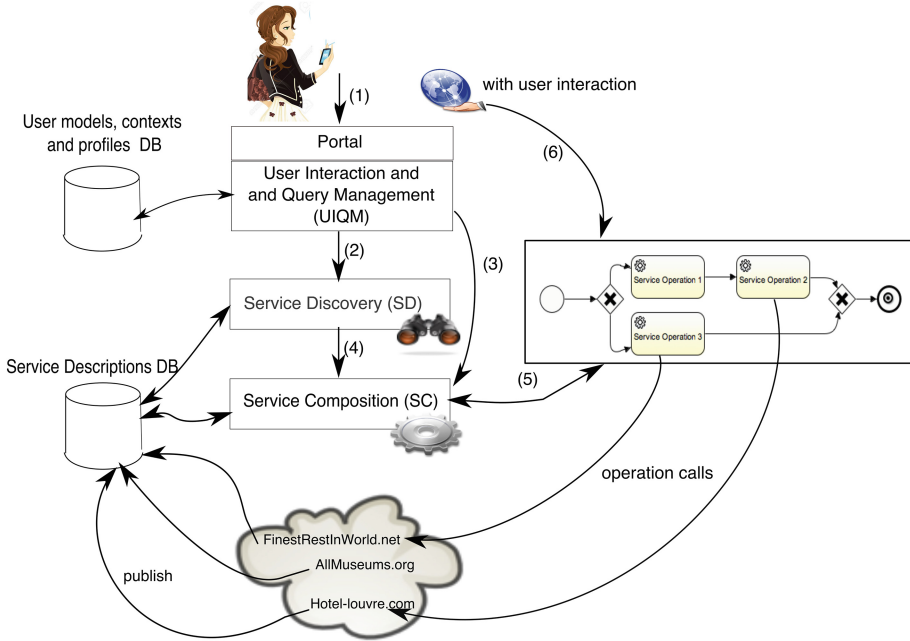 (1)
with user interaction
User models, contexts
and profiles DB
Portal
(6)
User Interaction and
and Query Management
(UIQM)
(2)
(3)
Service Operation 1
Service Operation 2
Service Discovery (SD)
Service Operation 3
(4)
Service Descriptions DB
(5)
Service Composition (SC)
operation calls
FinestRestInWorld.net
AllMuseums.org
publish
Hotel-louvre.com